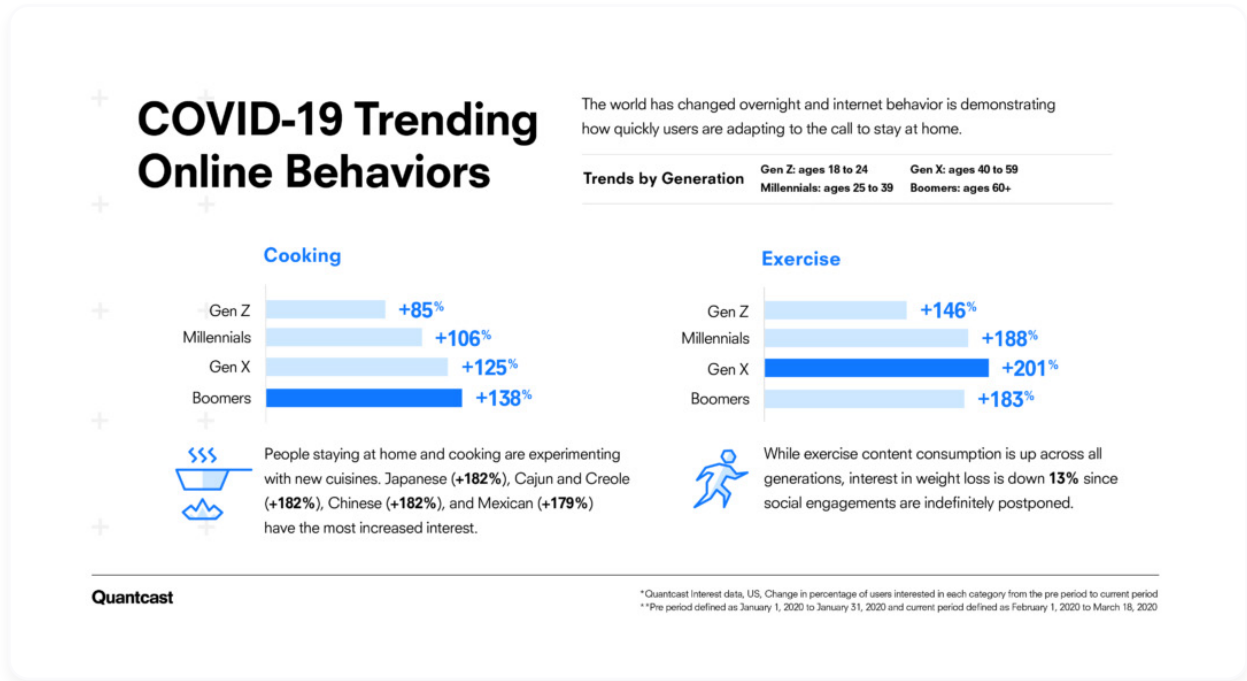 COVID-19 Trending
Online Behaviors
The world has changed overnight and internet behavior is demonstrating
how quickly users are adapting to the call to stay at home.
Trends by Generation
Gen Z: ages 18 to 24
Gen X: ages 40 to 59
Millennials: ages 25 to 39
Boomers: ages 60+
Cooking
Gen Z +85%
Millennials +106%
Gen X +125%
Boomers +138%
People staying at home and cooking are experimenting
with new cuisines. Japanese (+182%), Cajun and Creole
(+182%), Chinese (+182%), and Mexican (+179%)
have the most increased interest.
Exercise
Gen Z +146%
Millennials +188%
Gen X +201%
Boomers +183%
While exercise content consumption is up across all
generations, interest in weight loss is down 13% since
social engagements are indefinitely postponed.
Quantcast
*Quantcast Interest data, US, Change in percentage of users interested in each category from the pre period to current period
**Pre period defined as January 1, 2020 to January 31, 2020 and current period defined as February 1, 2020 to March 18, 2020